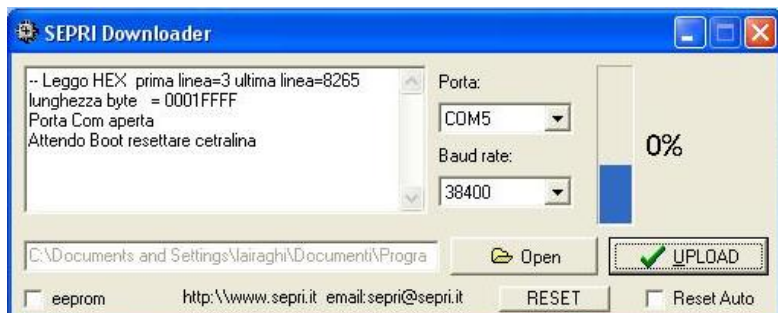 SEPRI Downloader
-- Leggo HEX prima linea=3 ultima linea=8265
lunghezza byte = 0001FFFF
Porta Com aperta
Attendo Boot resettare cetralina
Porta:
COM5
Baud rate:
38400
0%
C:\Documents and Settings\lairaghi\Documenti\Progra
Open
UPLOAD
eeprom
http:\\www.sepri.it email:sepri@sepri.it
RESET
Reset Auto